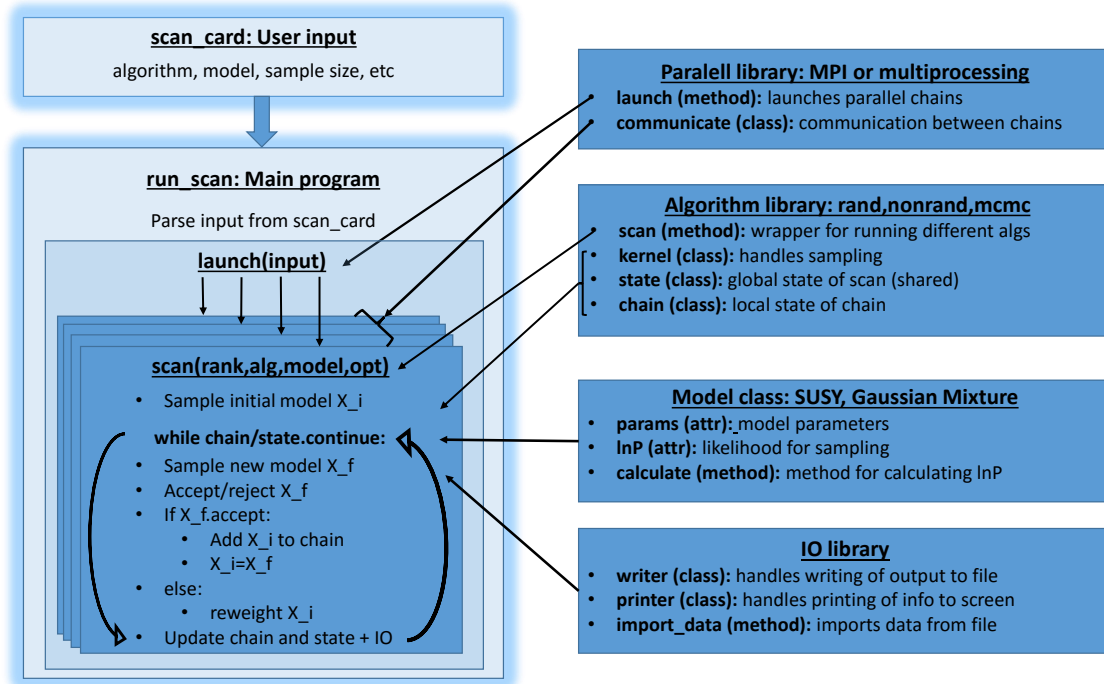 scan_card: User input
algorithm, model, sample size, etc
run_scan: Main program
Parse input from scan_card
launch(input)
scan(rank,alg,model,opt)
• Sample initial model X_i
while chain/state.continue:
• Sample new model X_f
• Accept/reject X_f
• If X_f.accept:
• Add X_i to chain
• X_i=X_f
• else:
• reweight X_i
• Update chain and state + IO
Paralell library: MPI or multiprocessing
• launch (method): launches parallel chains
• communicate (class): communication between chains
Algorithm library: rand,nonrand,mcmc
• scan (method): wrapper for running different algs
• kernel (class): handles sampling
• state (class): global state of scan (shared)
• chain (class): local state of chain
Model class: SUSY, Gaussian Mixture
• params (attr): model parameters
• lnP (attr): likelihood for sampling
• calculate (method): method for calculating lnP
IO library
• writer (class): handles writing of output to file
• printer (class): handles printing of info to screen
• import_data (method): imports data from file